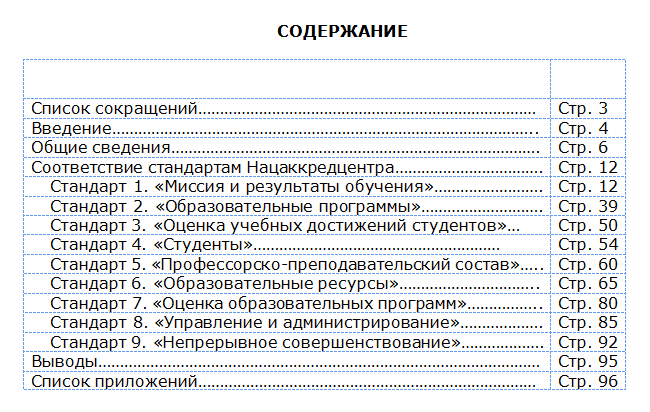 СОДЕРЖАНИЕ
Список сокращений……………………………………………………… Стр. 3
Введение…………………………………………………………………….. Стр. 4
Общие сведения…………………………………………………………… Стр. 6
Соответствие стандартам Нацаккредцентра………………………. Стр. 12
Стандарт 1. «Миссия и результаты обучения»………………… Стр. 12
Стандарт 2. «Образовательные программы»………………….. Стр. 39
Стандарт 3. «Оценка учебных достижений студентов»… Стр. 50
Стандарт 4. «Студенты»……………………………………… Стр. 54
Стандарт 5. «Профессорско-преподавательский состав»….. Стр. 60
Стандарт 6. «Образовательные ресурсы»…………………….. Стр. 65
Стандарт 7. «Оценка образовательных программ»………….. Стр. 80
Стандарт 8. «Управление и администрирование»……………. Стр. 85
Стандарт 9. «Непрерывное совершенствование»……………. Стр. 92
Выводы……………………………………………………………………… Стр. 95
Список приложений……………………………………………………… Стр. 96